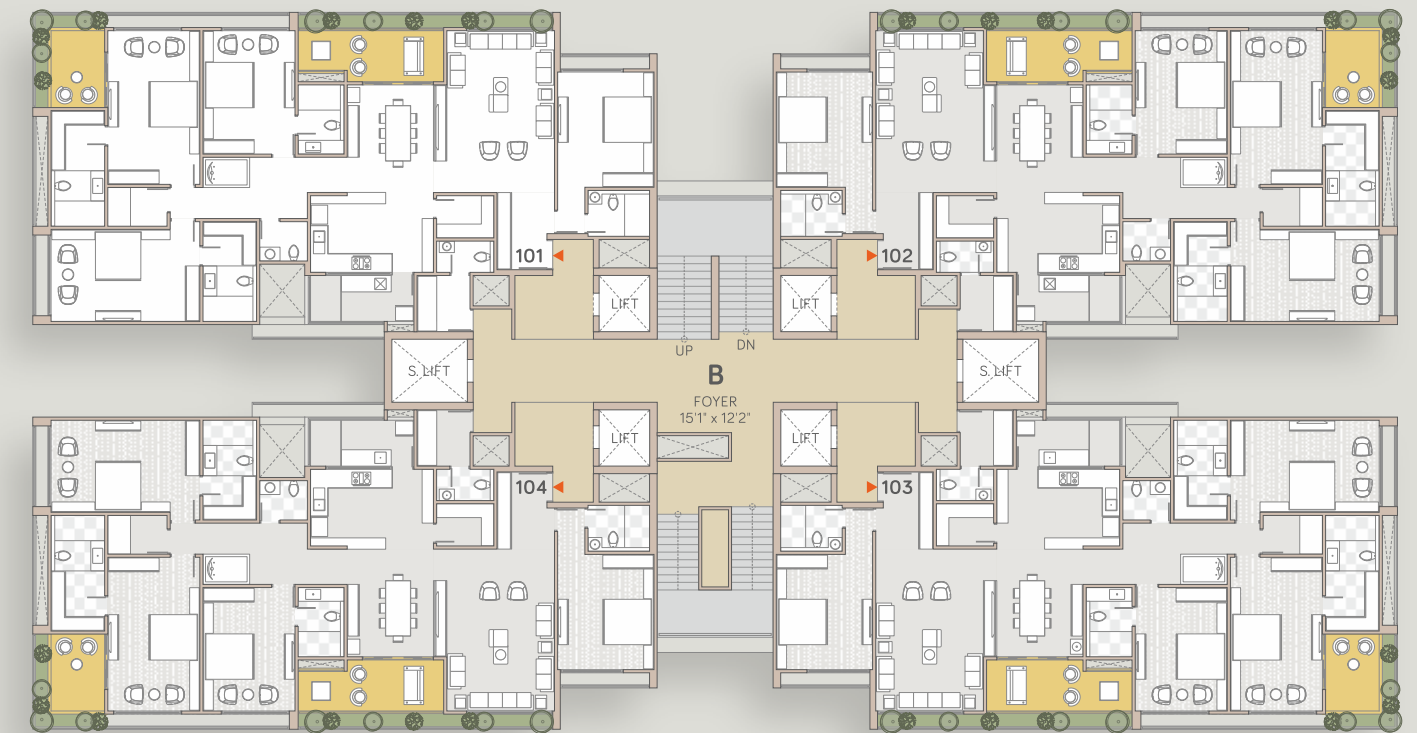 101
102
LIFT
LIFT
UP
DN
S. LIFT
B
S. LIFT
FOYER
15'1" x 12'2"
LIFT
LIFT
104
103